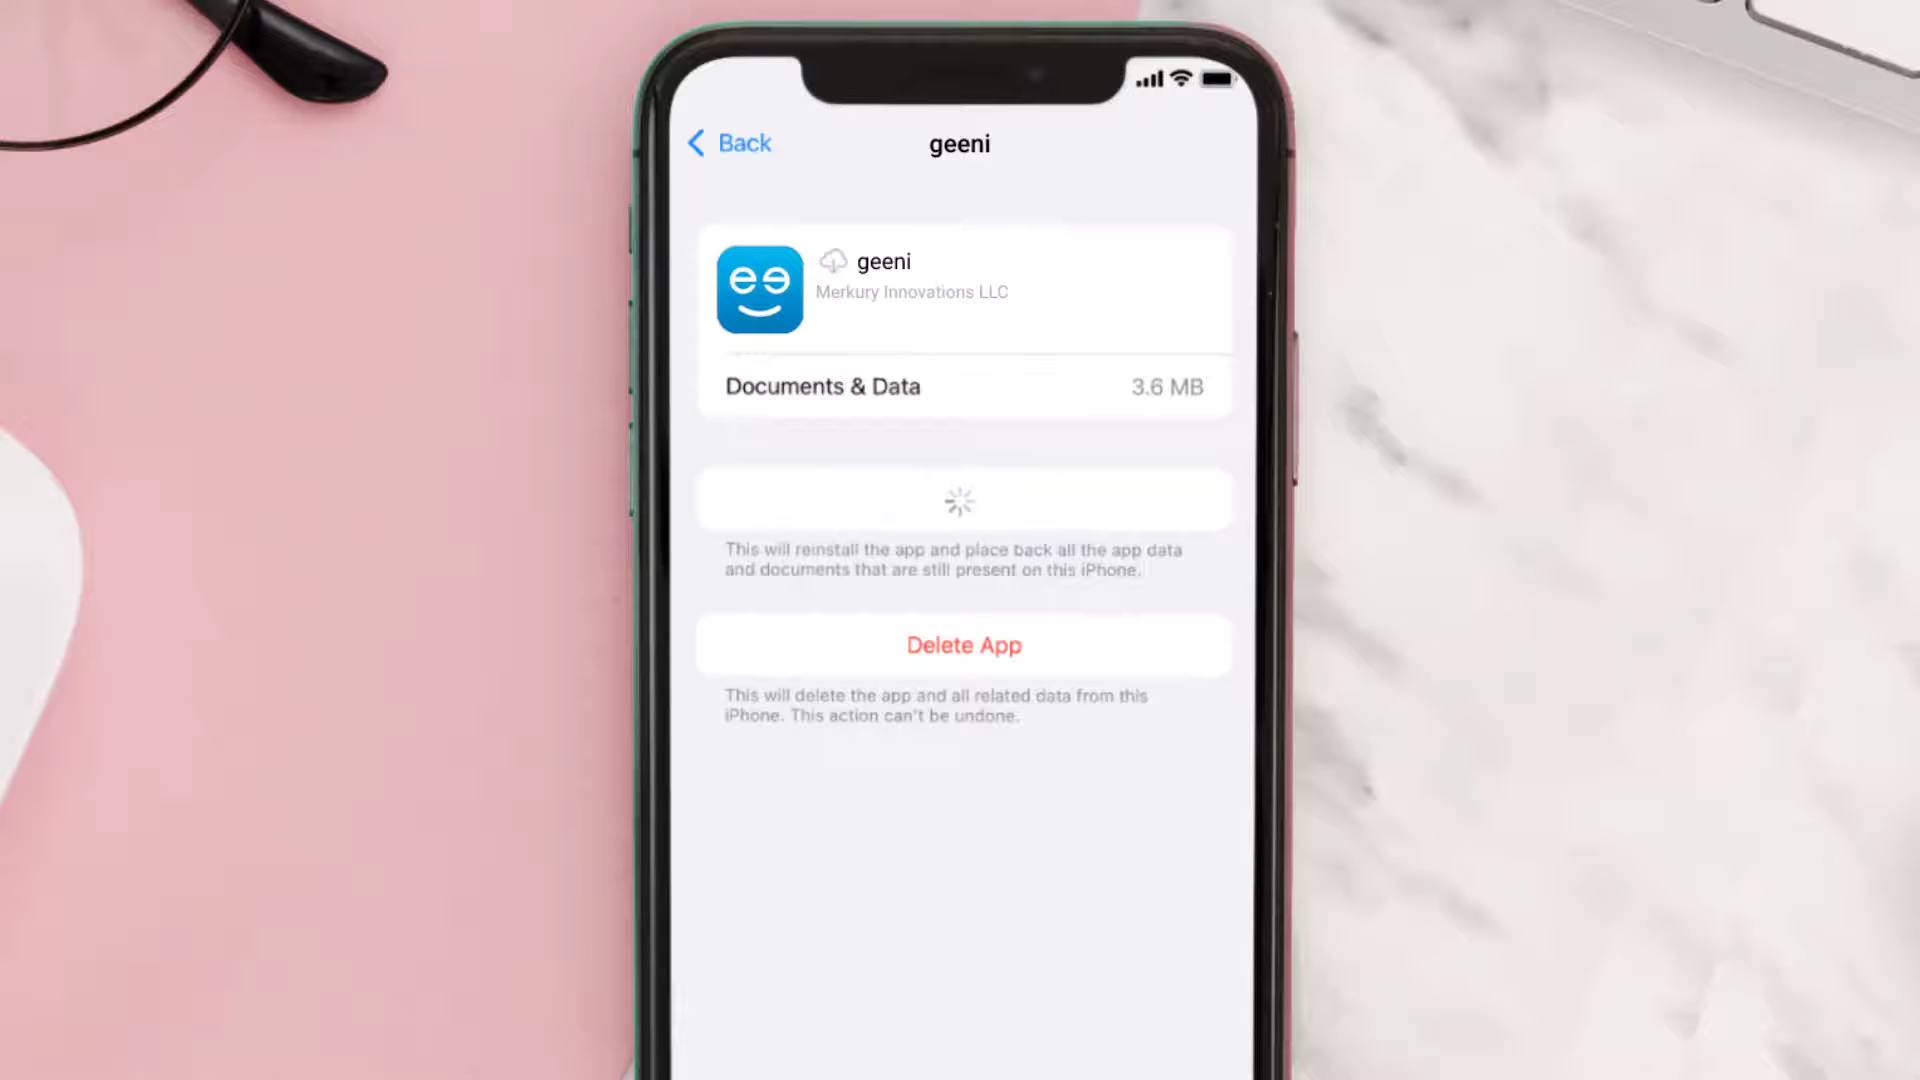 Back
geeni
geeni
Merkury Innovations LLC
Documents & Data
3.6 MB
This will reinstall the app and place back all the app data
and documents that are still present on this iPhone.
Delete App
This will delete the app and all related data from this
iPhone. This action can't be undone.